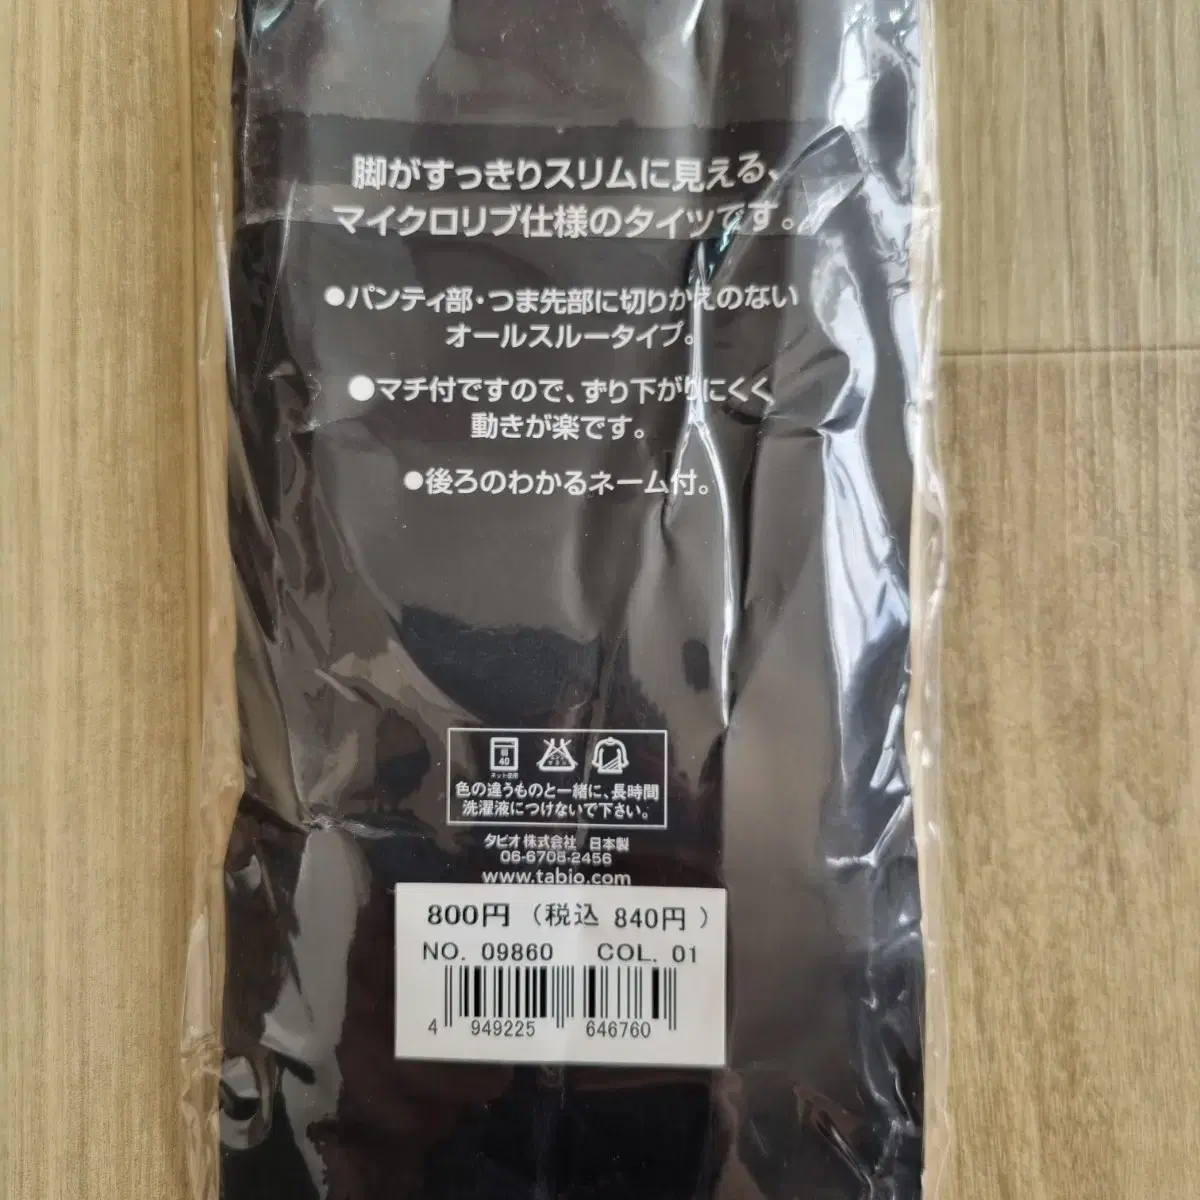 脚がすっきりスリムに見える、
マイクロリブ仕様のタイツです。
●パンティ部・つま先部に切りかえのない
オールスルータイプ。
●マチ付ですので、ずり下がりにくく
動きが楽です。
●後ろのわかるネーム付。
40
ネット使用
色の違うものと一緒に、長時間
洗濯液につけないで下さい。
タビオ株式会社 日本製
06-6708-2456
www.tabio.com
800円（税込 840円）
NO. 09860 COL. 01
4 949225 646760